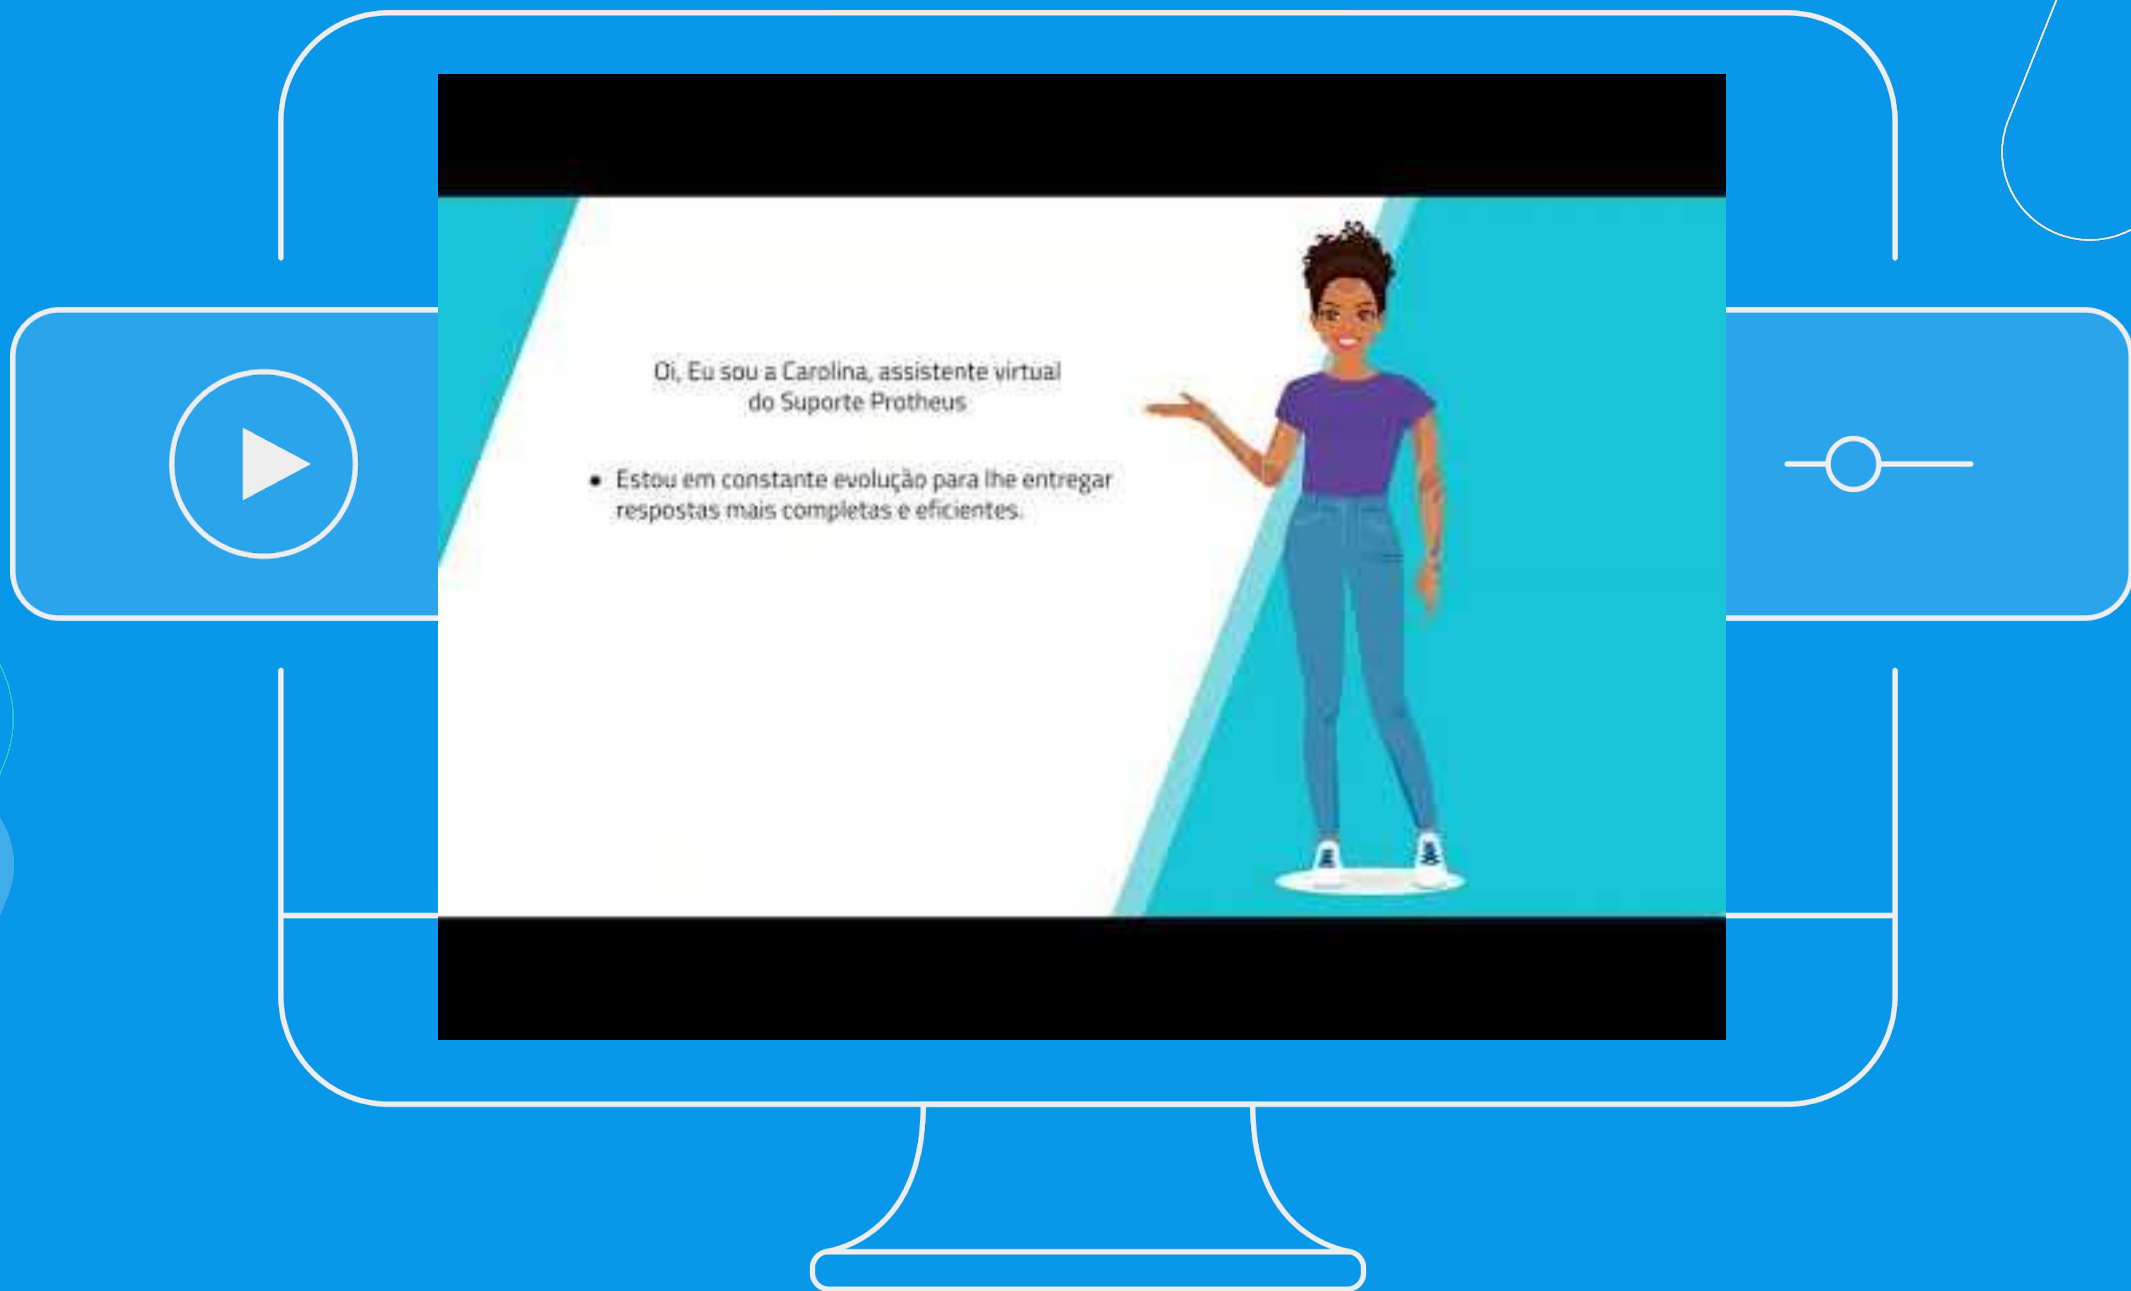 Oi, Eu sou a Carolina, assistente virtual
do Suporte Protheus
• Estou em constante evolução para lhe entregar
respostas mais completas e eficientes.